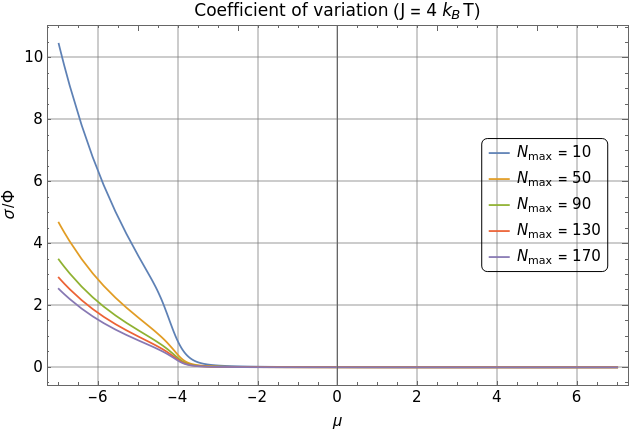 Coefficient of variation (J = 4 k_B T)
σ/Φ
10
8
6
4
2
0
N_max = 10
N_max = 50
N_max = 90
N_max = 130
N_max = 170
−6 −4 −2 0 2 4 6
μ